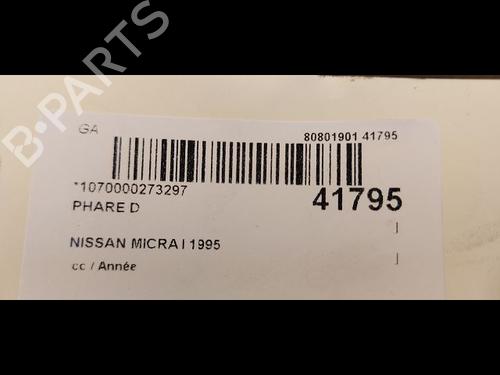 GA
80801901 41795
*1070000273297
41795
PHARE D
NISSAN MICRA I 1995
cc / Année
B-PARTS